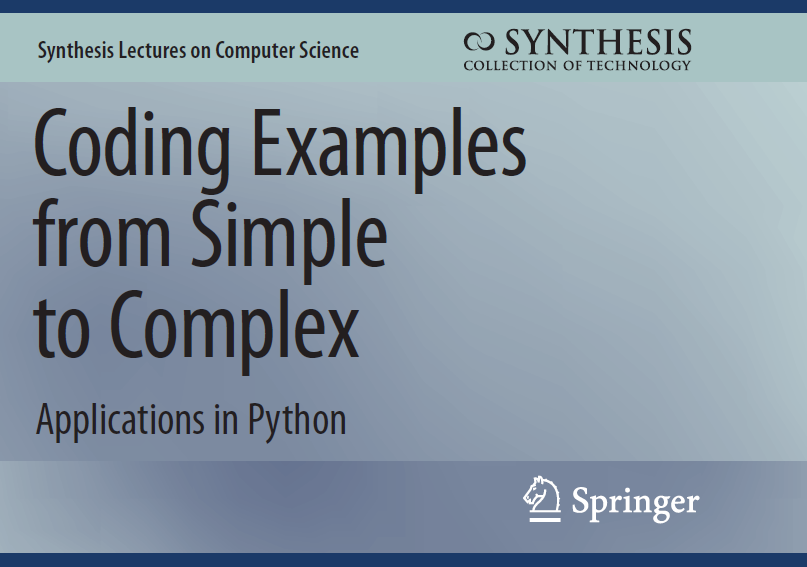 Synthesis Lectures on Computer Science
SYNTHESIS
COLLECTION OF TECHNOLOGY
Coding Examples
from Simple
to Complex
Applications in Python
Springer